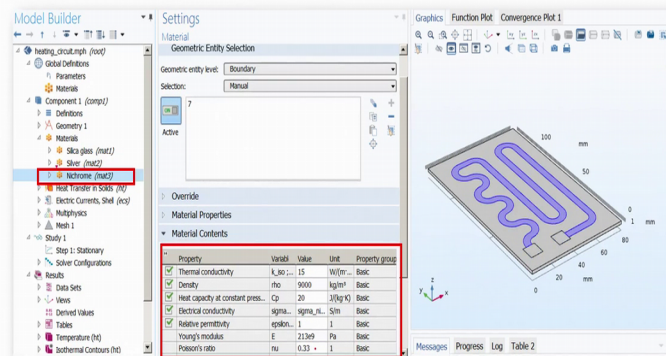 Model Builder
heating_circuit.mph (root)
Global Definitions
Parameters
Materials
Component 1 (comp1)
Definitions
Geometry 1
Materials
Slica glass (mat1)
Silver (mat2)
Nichrome (mat3)
Heat Transfer in Solids (ht)
Electric Currents, Shell (ecs)
Multiphysics
Mesh 1
Study 1
Step 1: Stationary
Solver Configurations
Results
Data Sets
Views
Derived Values
Tables
Temperature (ht)
Isothermal Contours (ht)
Settings
Material
Geometric Entity Selection
Geometric entity level: Boundary
Selection: Manual
7
Active
Override
Material Properties
Material Contents
Property Variabl Value Unit Property group
Thermal conductivity k_iso ;... 15 W/(m·... Basic
Density rho 9000 kg/m³ Basic
Heat capacity at constant press... Cp 20 J/(kg·K) Basic
Electrical conductivity sigma... sigma_ni... S/m Basic
Relative permittivity epsilon... 1 1 Basic
Young's modulus E 213e9 Pa Basic
Poisson's ratio nu 0.33 1 Basic
Graphics Function Plot Convergence Plot 1
100
mm
50
0
1 mm
80
60
40
mm
20
0
z
y
x
Messages Progress Log Table 2